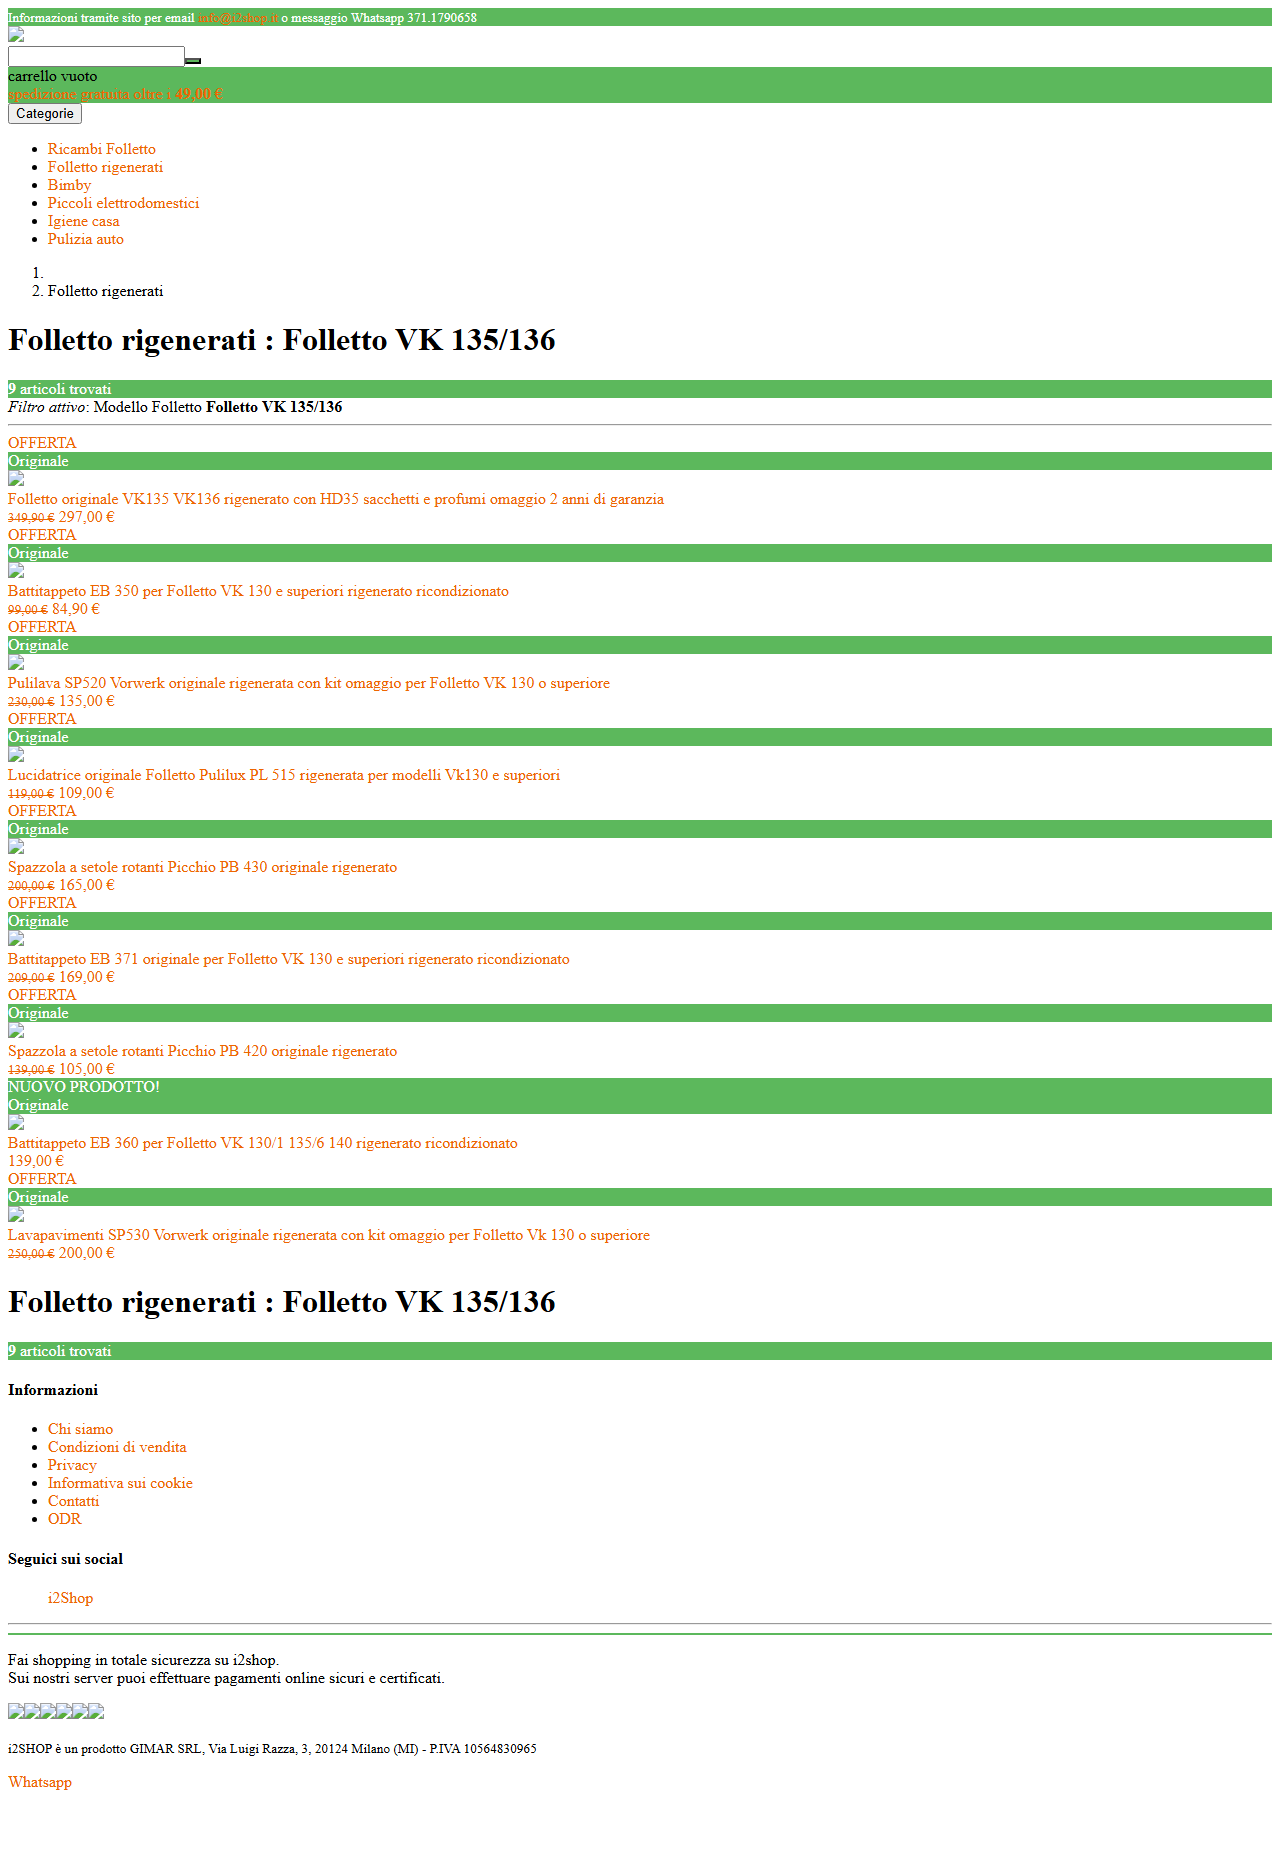 Informazioni tramite sito per email info@i2shop.it o messaggio Whatsapp 371.1790658
carrello vuoto
spedizione gratuita oltre i 49,00 €
Categorie
Ricambi Folletto
Folletto rigenerati
Bimby
Piccoli elettrodomestici
Igiene casa
Pulizia auto
1.
2. Folletto rigenerati
Folletto rigenerati : Folletto VK 135/136
9 articoli trovati
Filtro attivo: Modello Folletto Folletto VK 135/136
OFFERTA
Originale
Folletto originale VK135 VK136 rigenerato con HD35 sacchetti e profumi omaggio 2 anni di garanzia
349,90 € 297,00 €
OFFERTA
Originale
Battitappeto EB 350 per Folletto VK 130 e superiori rigenerato ricondizionato
99,00 € 84,90 €
OFFERTA
Originale
Pulilava SP520 Vorwerk originale rigenerata con kit omaggio per Folletto VK 130 o superiore
230,00 € 135,00 €
OFFERTA
Originale
Lucidatrice originale Folletto Pulilux PL 515 rigenerata per modelli Vk130 e superiori
119,00 € 109,00 €
OFFERTA
Originale
Spazzola a setole rotanti Picchio PB 430 originale rigenerato
200,00 € 165,00 €
OFFERTA
Originale
Battitappeto EB 371 originale per Folletto VK 130 e superiori rigenerato ricondizionato
209,00 € 169,00 €
OFFERTA
Originale
Spazzola a setole rotanti Picchio PB 420 originale rigenerato
139,00 € 105,00 €
NUOVO PRODOTTO!
Originale
Battitappeto EB 360 per Folletto VK 130/1 135/6 140 rigenerato ricondizionato
139,00 €
OFFERTA
Originale
Lavapavimenti SP530 Vorwerk originale rigenerata con kit omaggio per Folletto Vk 130 o superiore
250,00 € 200,00 €
Folletto rigenerati : Folletto VK 135/136
9 articoli trovati
Informazioni
Chi siamo
Condizioni di vendita
Privacy
Informativa sui cookie
Contatti
ODR
Seguici sui social
i2Shop
Fai shopping in totale sicurezza su i2shop.
Sui nostri server puoi effettuare pagamenti online sicuri e certificati.
i2SHOP è un prodotto GIMAR SRL, Via Luigi Razza, 3, 20124 Milano (MI) - P.IVA 10564830965
Whatsapp